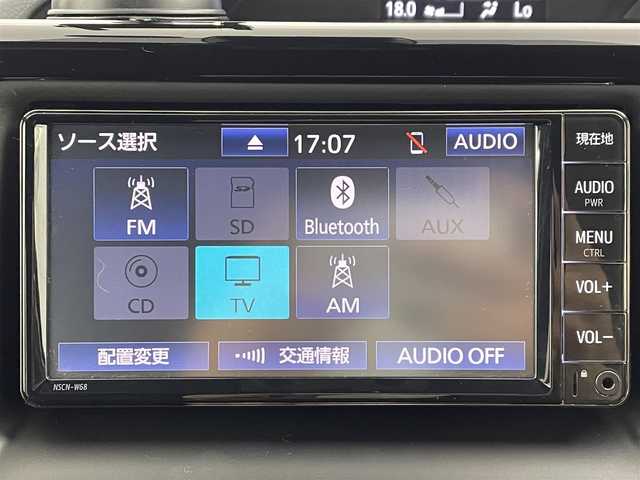 18.0 Lo
ソース選択 17:07 AUDIO
FM SD Bluetooth AUX
CD TV AM
配置変更 交通情報 AUDIO OFF
現在地
AUDIO
PWR
MENU
CTRL
VOL+
VOL−
NSCN-W68